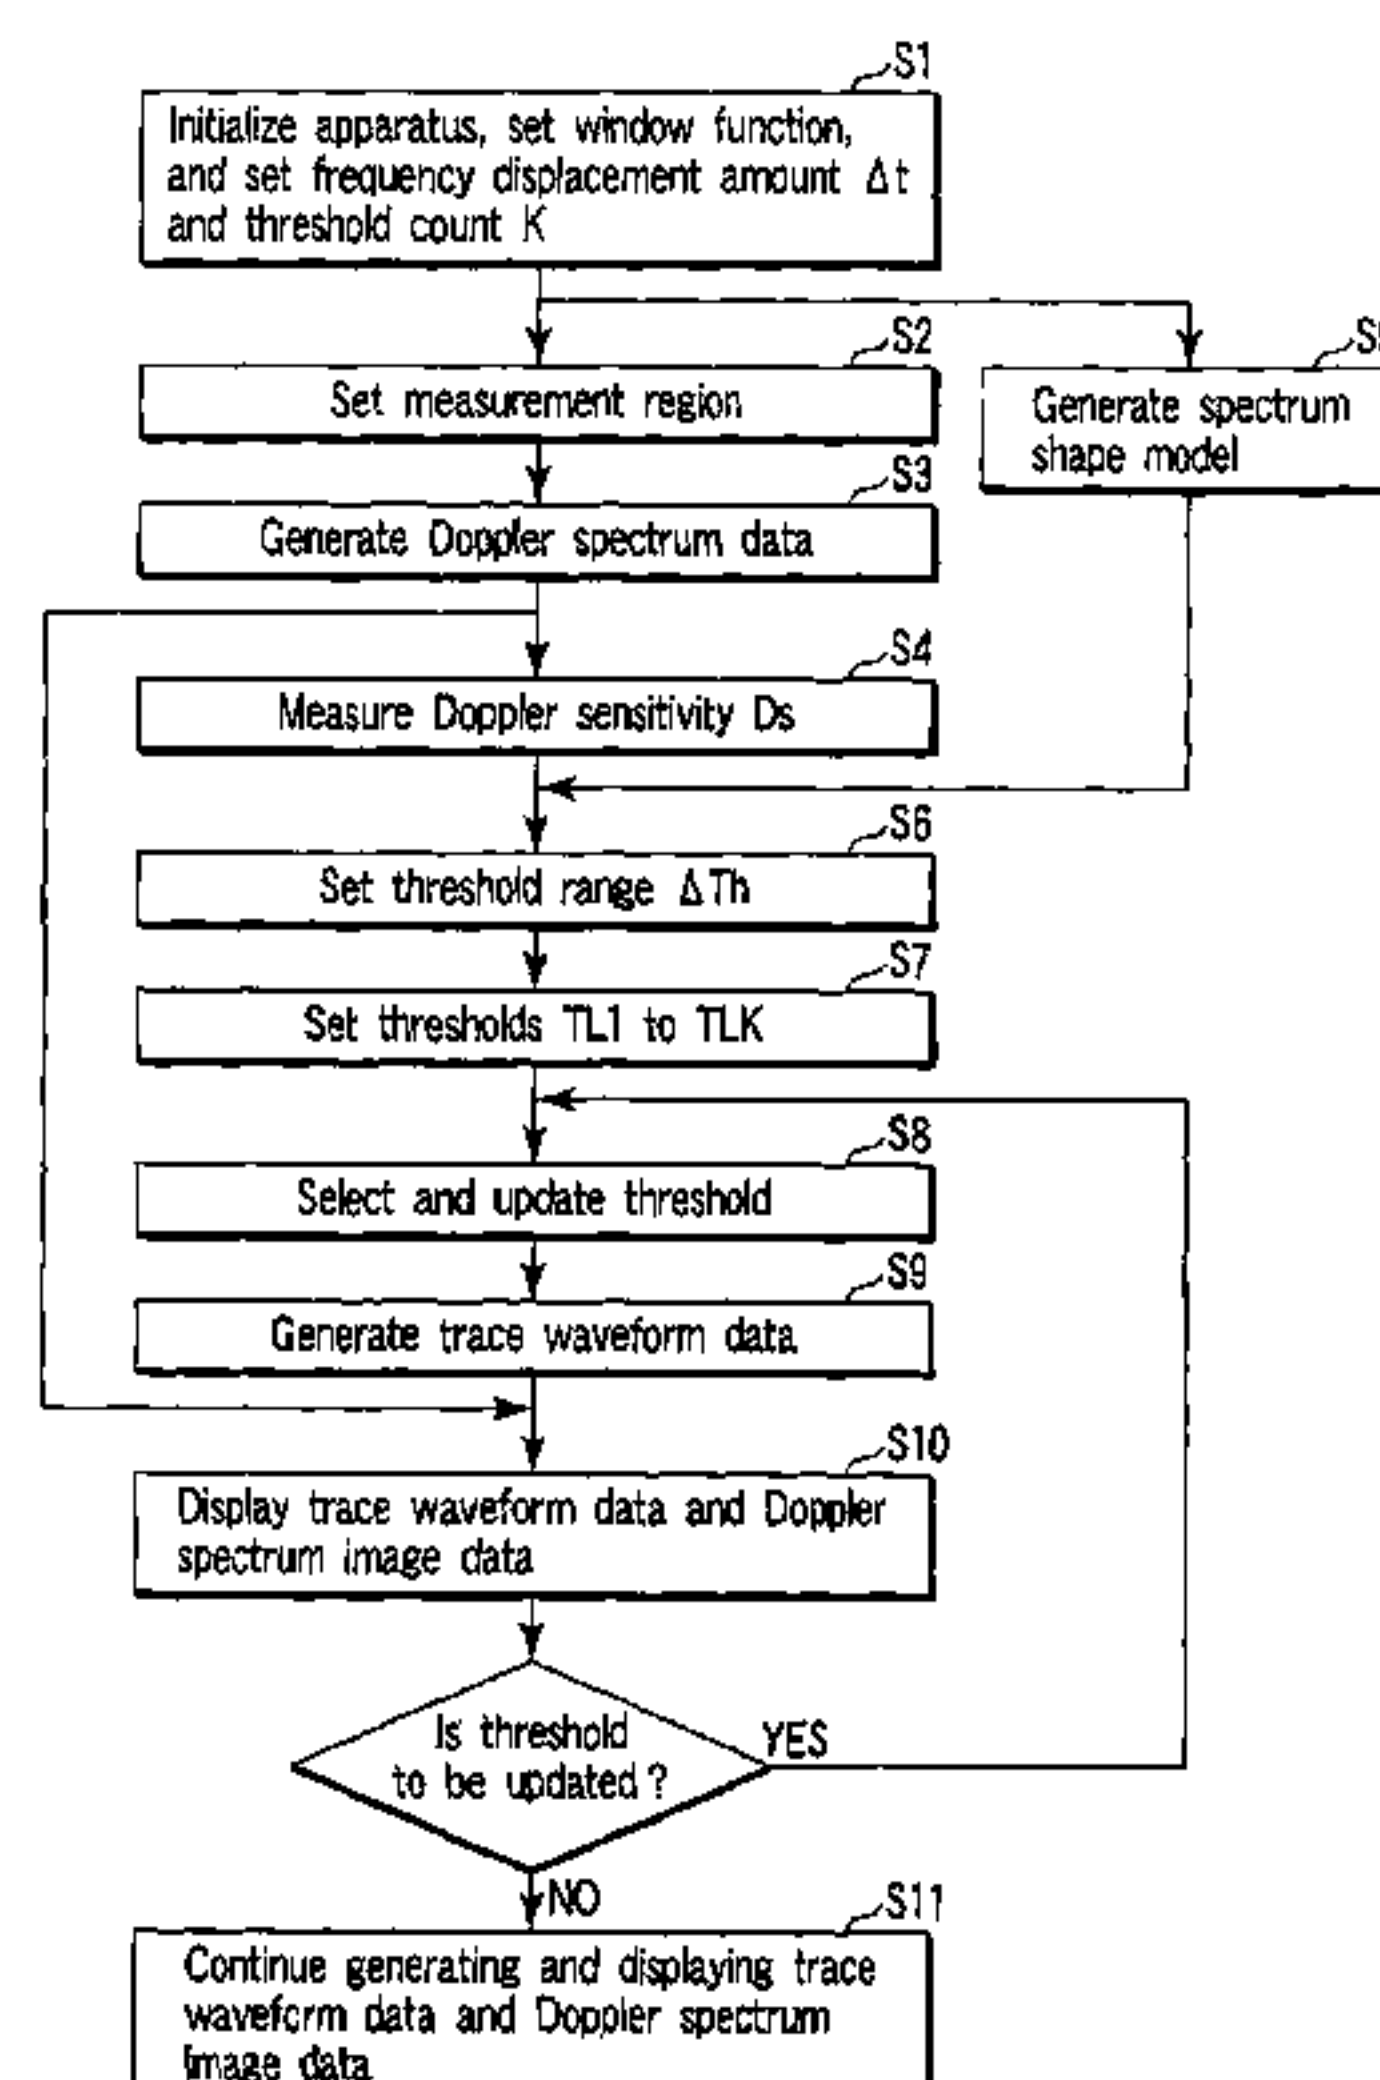 S1
Initialize apparatus, set window function,
and set frequency displacement amount Δt
and threshold count K
S2
Set measurement region
Generate spectrum
shape model
S3
Generate Doppler spectrum data
S4
Measure Doppler sensitivity Ds
S6
Set threshold range ΔTh
S7
Set thresholds TL1 to TLK
S8
Select and update threshold
S9
Generate trace waveform data
S10
Display trace waveform data and Doppler
spectrum image data
Is threshold
to be updated?
YES
NO
S11
Continue generating and displaying trace
waveform data and Doppler spectrum
image data